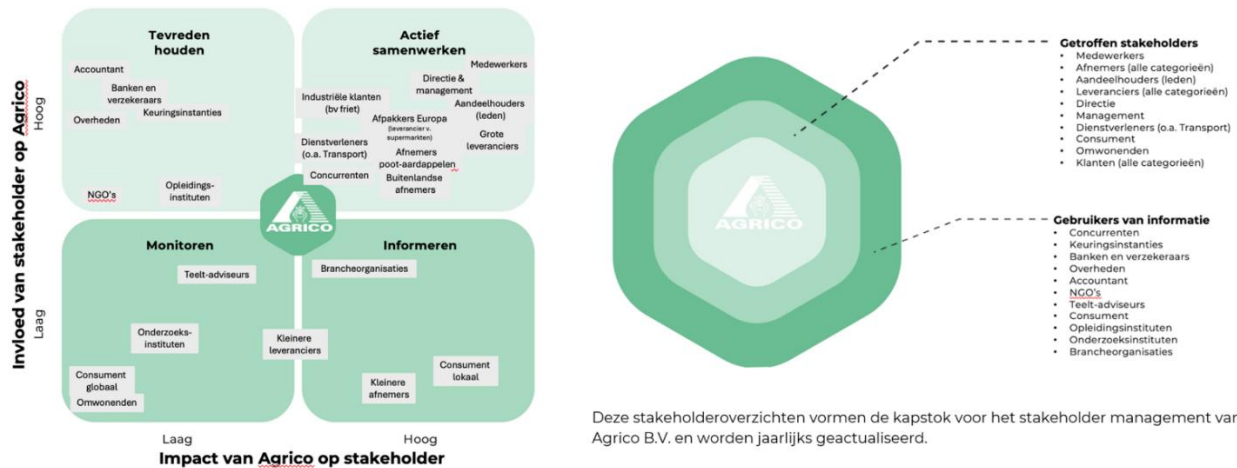 Tevreden
houden
Accountant
Banken en
verzekeraars
Keuringsinstanties
Overheden
NGO's
Opleidings-
instituten
Actief
samenwerken
Medewerkers
Directie &
management
Industriële klanten
(bv friet)
Aandeelhouders
(leden)
Afpakkers Europa
(leverancier v.
supermarkten)
Grote
leveranciers
Dienstverleners
(o.a. Transport)
Afnemers
poot-aardappelen
Concurrenten
Buitenlandse
afnemers
AGRICO
Monitoren
Teelt-adviseurs
Onderzoeks-
instituten
Kleinere
leveranciers
Consument
globaal
Omwonenden
Informeren
Brancheorganisaties
Consument
lokaal
Kleinere
afnemers
Invloed van stakeholder op Agrico
Hoog
Laag
Laag
Hoog
Impact van Agrico op stakeholder
AGRICO
Getroffen stakeholders
• Medewerkers
• Afnemers (alle categorieën)
• Aandeelhouders (leden)
• Leveranciers (alle categorieën)
• Directie
• Management
• Dienstverleners (o.a. Transport)
• Consument
• Omwonenden
• Klanten (alle categorieën)
Gebruikers van informatie
• Concurrenten
• Keuringsinstanties
• Banken en verzekeraars
• Overheden
• Accountant
• NGO's
• Teelt-adviseurs
• Consument
• Opleidingsinstituten
• Onderzoeksinstituten
• Brancheorganisaties
Deze stakeholderoverzichten vormen de kapstok voor het stakeholder management var
Agrico B.V. en worden jaarlijks geactualiseerd.